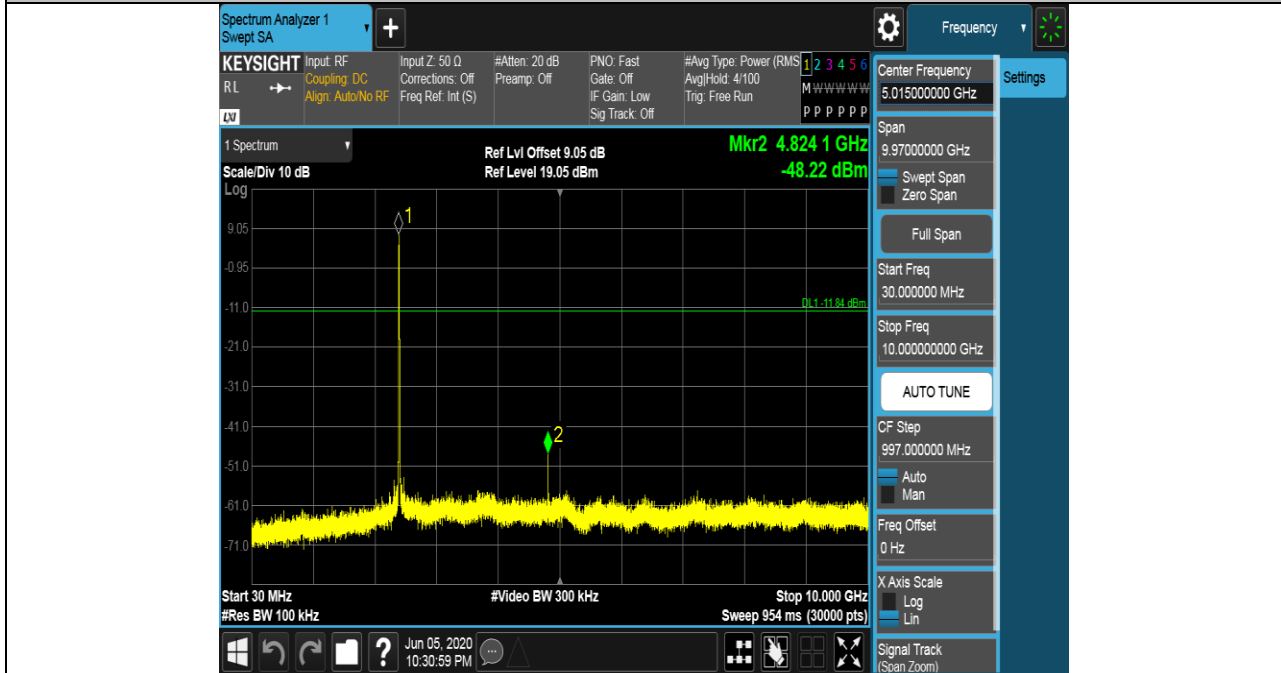 Spectrum Analyzer 1
Swept SA
+
Frequency
KEYSIGHT
RL
LXI
Input: RF
Coupling: DC
Align: Auto/No RF
Input Z: 50 Ω
Corrections: Off
Freq Ref: Int (S)
#Atten: 20 dB
Preamp: Off
PNO: Fast
Gate: Off
IF Gain: Low
Sig Track: Off
#Avg Type: Power (RMS
Avg|Hold: 4/100
Trig: Free Run
1 2 3 4 5 6
M W W W W W
P P P P P P
1 Spectrum
Scale/Div 10 dB
Ref Lvl Offset 9.05 dB
Ref Level 19.05 dBm
Mkr2 4.824 1 GHz
-48.22 dBm
Log
9.05
-0.95
-11.0
-21.0
-31.0
-41.0
-51.0
-61.0
-71.0
1
2
DL1 -11.84 dBm
Start 30 MHz
#Res BW 100 kHz
#Video BW 300 kHz
Stop 10.000 GHz
Sweep 954 ms (30000 pts)
?
Jun 05, 2020
10:30:59 PM
Center Frequency
5.015000000 GHz
Settings
Span
9.97000000 GHz
Swept Span
Zero Span
Full Span
Start Freq
30.000000 MHz
Stop Freq
10.000000000 GHz
AUTO TUNE
CF Step
997.000000 MHz
Auto
Man
Freq Offset
0 Hz
X Axis Scale
Log
Lin
Signal Track
(Span Zoom)